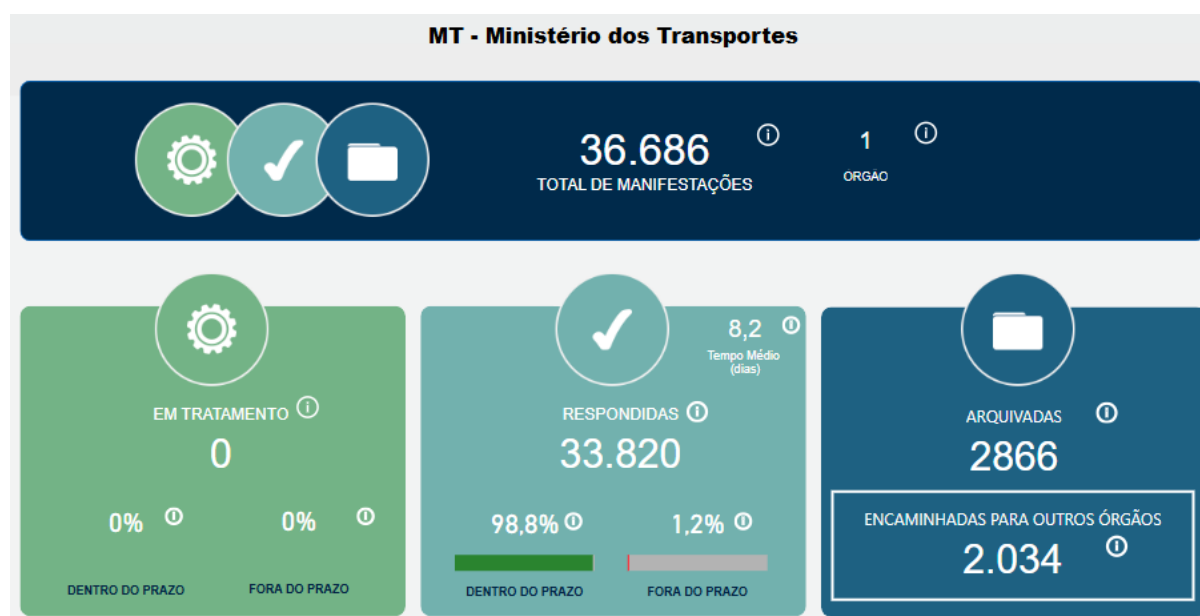 MT - Ministério dos Transportes
36.686
TOTAL DE MANIFESTAÇÕES
1
ORGÃO
EM TRATAMENTO
0
0%
DENTRO DO PRAZO
0%
FORA DO PRAZO
8,2
Tempo Médio
(dias)
RESPONDIDAS
33.820
98,8%
DENTRO DO PRAZO
1,2%
FORA DO PRAZO
ARQUIVADAS
2866
ENCAMINHADAS PARA OUTROS ÓRGÃOS
2.034